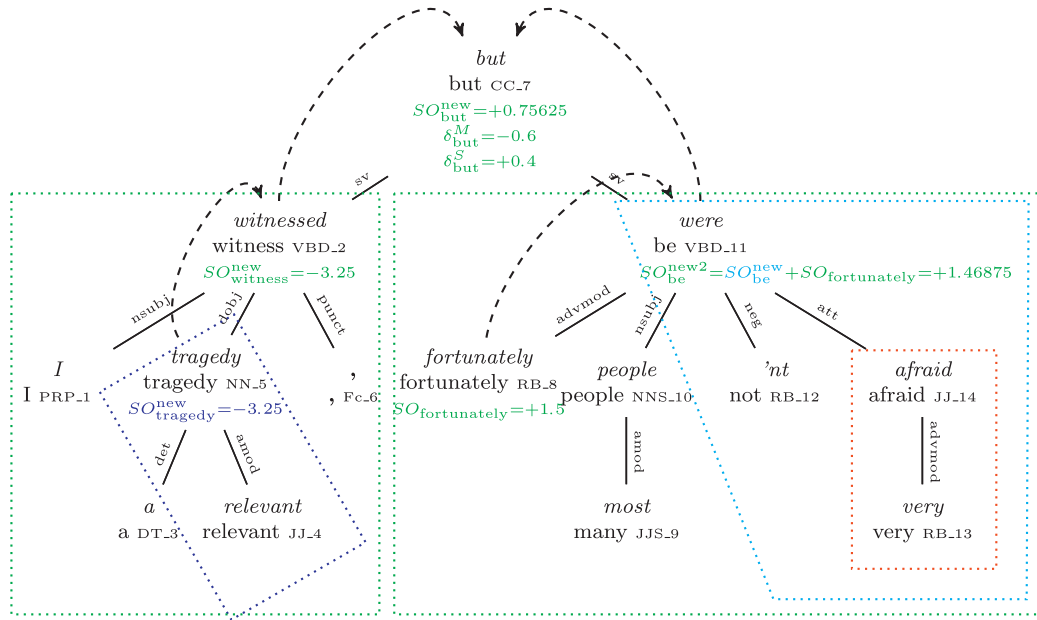 but
but CC_7
SO^new_but=+0.75625
δ^M_but=−0.6
δ^S_but=+0.4
sv
sv
witnessed
witness VBD_2
SO^new_witness=−3.25
were
be VBD_11
SO^new2_be=SO^new_be+SO_fortunately=+1.46875
nsubj
dobj
punct
advmod
nsubj
neg
att
I
I PRP_1
tragedy
tragedy NN_5
SO^new_tragedy=−3.25
,
, Fc_6
fortunately
fortunately RB_8
SO_fortunately=+1.5
people
people NNS_10
'nt
not RB_12
afraid
afraid JJ_14
det
amod
amod
advmod
a
a DT_3
relevant
relevant JJ_4
most
many JJS_9
very
very RB_13